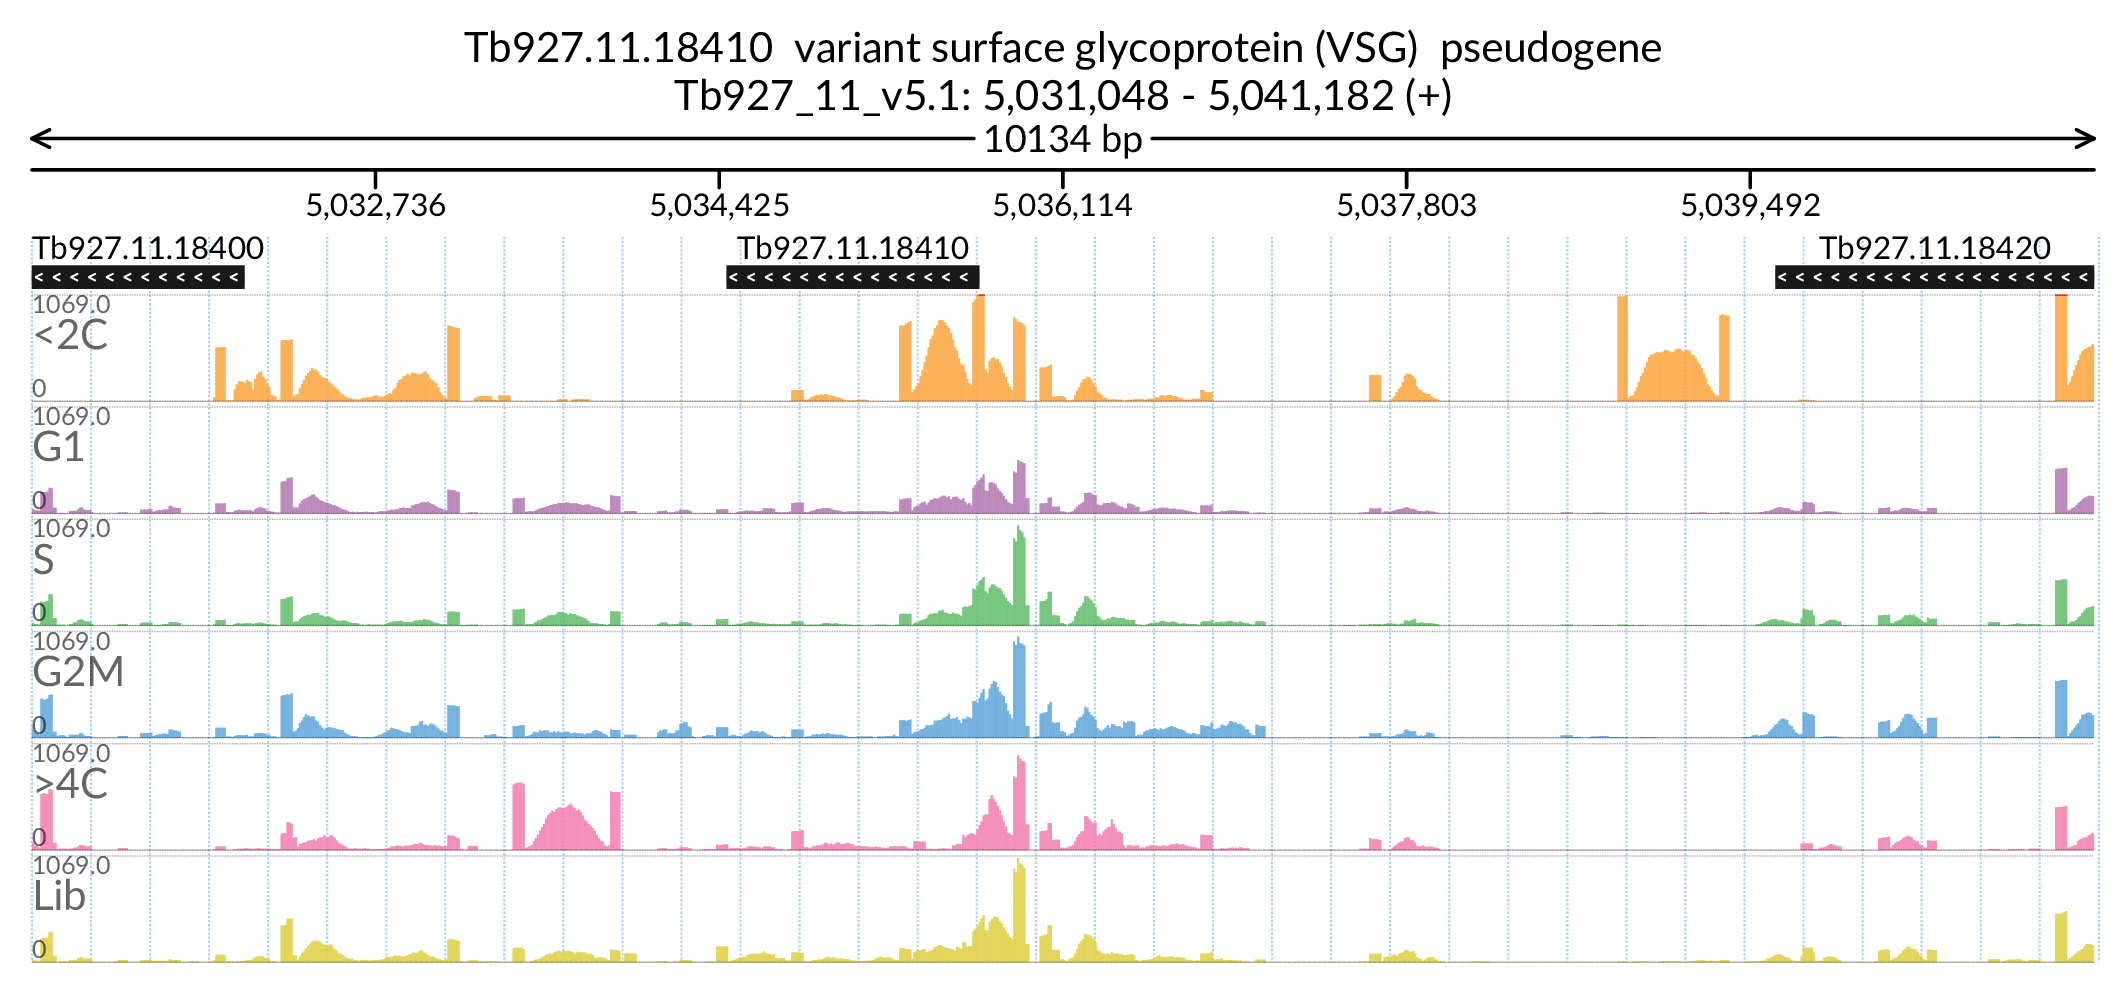 Tb927.11.18410 variant surface glycoprotein (VSG) pseudogene
Tb927_11_v5.1: 5,031,048 - 5,041,182 (+)
10134 bp
5,032,736 5,034,425 5,036,114 5,037,803 5,039,492
Tb927.11.18400 Tb927.11.18410 Tb927.11.18420
1069.0
<2C
0
1069.0
G1
0
1069.0
S
0
1069.0
G2M
0
1069.0
>4C
0
1069.0
Lib
0